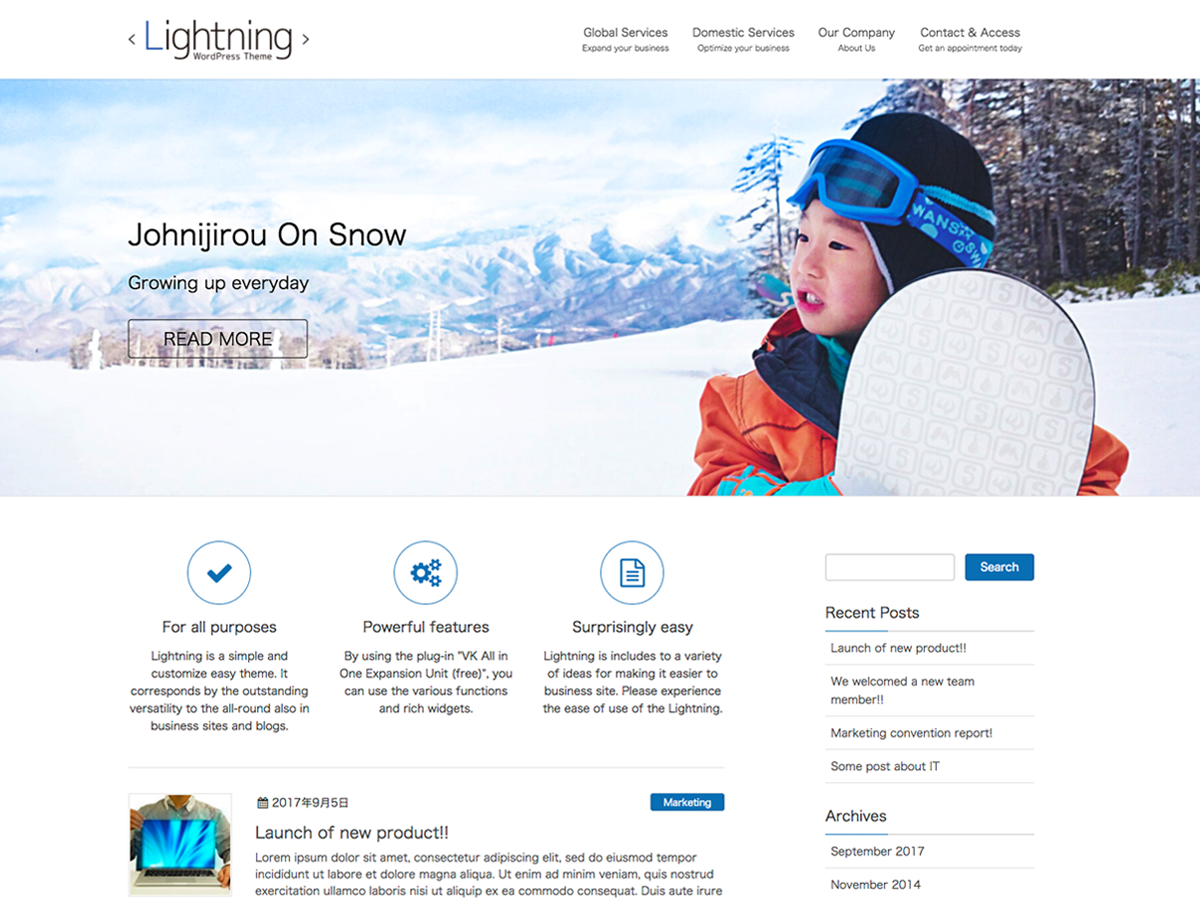 ‹ Lightning ›
WordPress Theme
Global Services
Expand your business
Domestic Services
Optimize your business
Our Company
About Us
Contact & Access
Get an appointment today
SWANS
SW
Johnijirou On Snow
Growing up everyday
READ MORE
For all purposes
Lightning is a simple and
customize easy theme. It
corresponds by the outstanding
versatility to the all-round also in
business sites and blogs.
Powerful features
By using the plug-in "VK All in
One Expansion Unit (free)", you
can use the various functions
and rich widgets.
Surprisingly easy
Lightning is includes to a variety
of ideas for making it easier to
business site. Please experience
the ease of use of the Lightning.
2017年9月5日
Marketing
Launch of new product!!
Lorem ipsum dolor sit amet, consectetur adipiscing elit, sed do eiusmod tempor
incididunt ut labore et dolore magna aliqua. Ut enim ad minim veniam, quis nostrud
exercitation ullamco laboris nisi ut aliquip ex ea commodo consequat. Duis aute irure
Search
Recent Posts
Launch of new product!!
We welcomed a new team
member!!
Marketing convention report!
Some post about IT
Archives
September 2017
November 2014